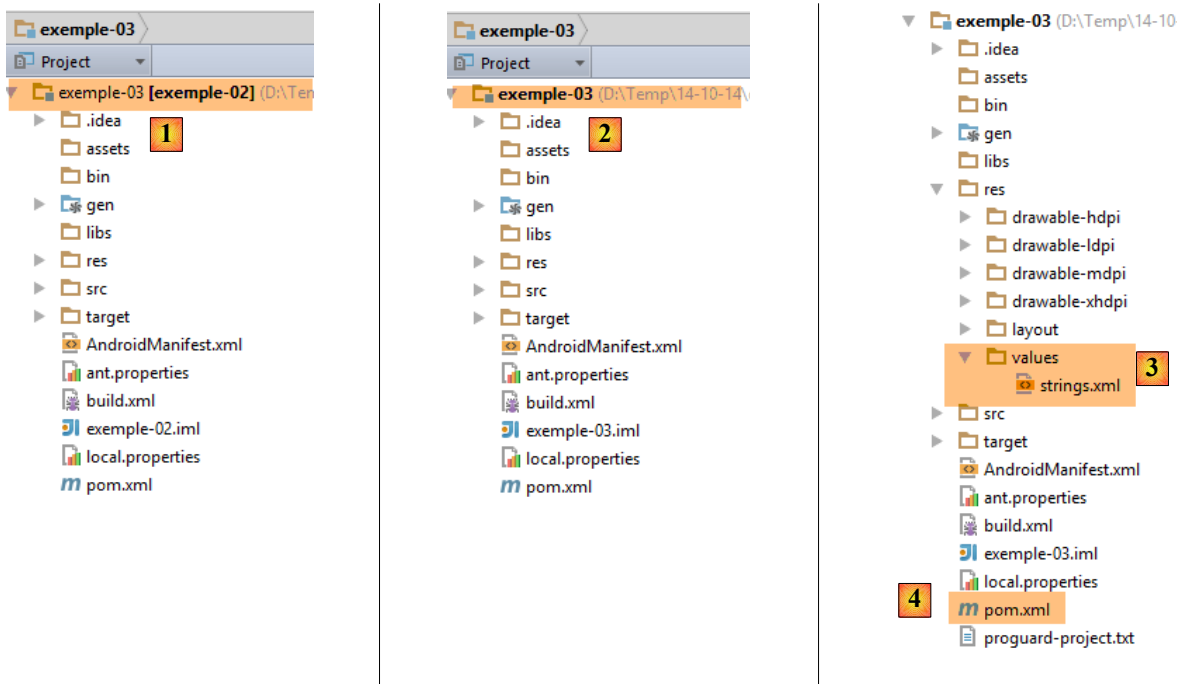 exemple-03
Project
exemple-03 [exemple-02] (D:\Ten
1
.idea
assets
bin
gen
libs
res
src
target
AndroidManifest.xml
ant.properties
build.xml
exemple-02.iml
local.properties
pom.xml
exemple-03
Project
exemple-03 (D:\Temp\14-10-14\
2
.idea
assets
bin
gen
libs
res
src
target
AndroidManifest.xml
ant.properties
build.xml
exemple-03.iml
local.properties
pom.xml
exemple-03 (D:\Temp\14-10-
.idea
assets
bin
gen
libs
res
drawable-hdpi
drawable-ldpi
drawable-mdpi
drawable-xhdpi
layout
values
3
strings.xml
src
target
AndroidManifest.xml
ant.properties
build.xml
exemple-03.iml
local.properties
4
pom.xml
proguard-project.txt